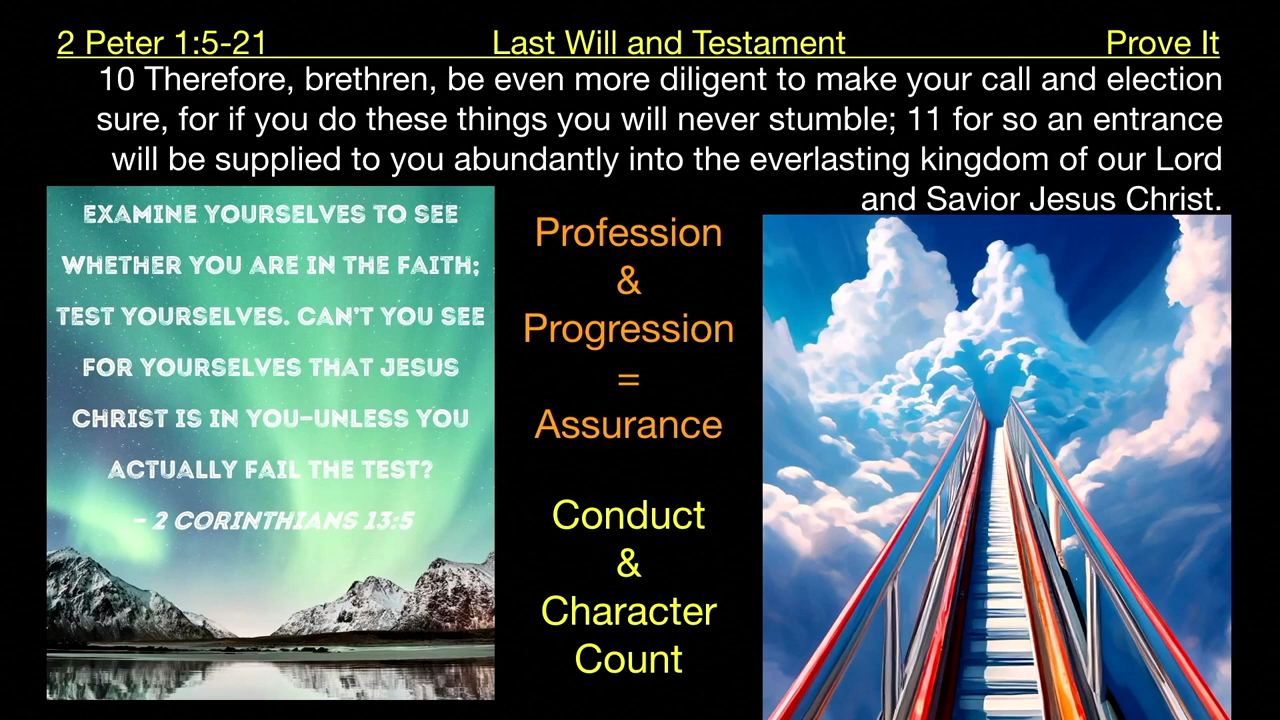 2 Peter 1:5-21 Last Will and Testament Prove It
10 Therefore, brethren, be even more diligent to make your call and election
sure, for if you do these things you will never stumble; 11 for so an entrance
will be supplied to you abundantly into the everlasting kingdom of our Lord
and Savior Jesus Christ.
EXAMINE YOURSELVES TO SEE
WHETHER YOU ARE IN THE FAITH;
TEST YOURSELVES. CAN'T YOU SEE
FOR YOURSELVES THAT JESUS
CHRIST IS IN YOU–UNLESS YOU
ACTUALLY FAIL THE TEST?
– 2 CORINTHIANS 13:5
Profession
&
Progression
=
Assurance
Conduct
&
Character
Count